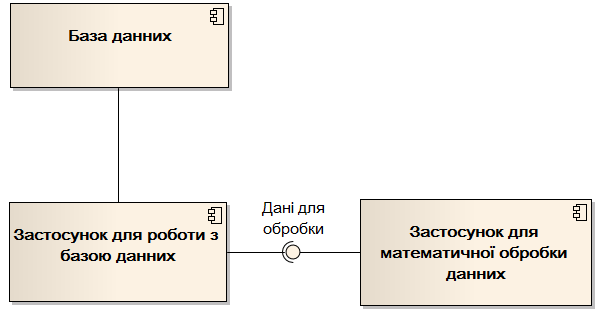 База данних
Дані для
обробки
Застосунок для роботи з
базою данних
Застосунок для
математичної обробки
данних